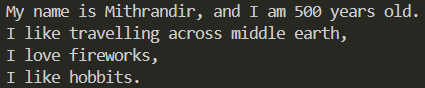 My name is Mithrandir, and I am 500 years old.
I like travelling across middle earth,
I love fireworks,
I like hobbits.